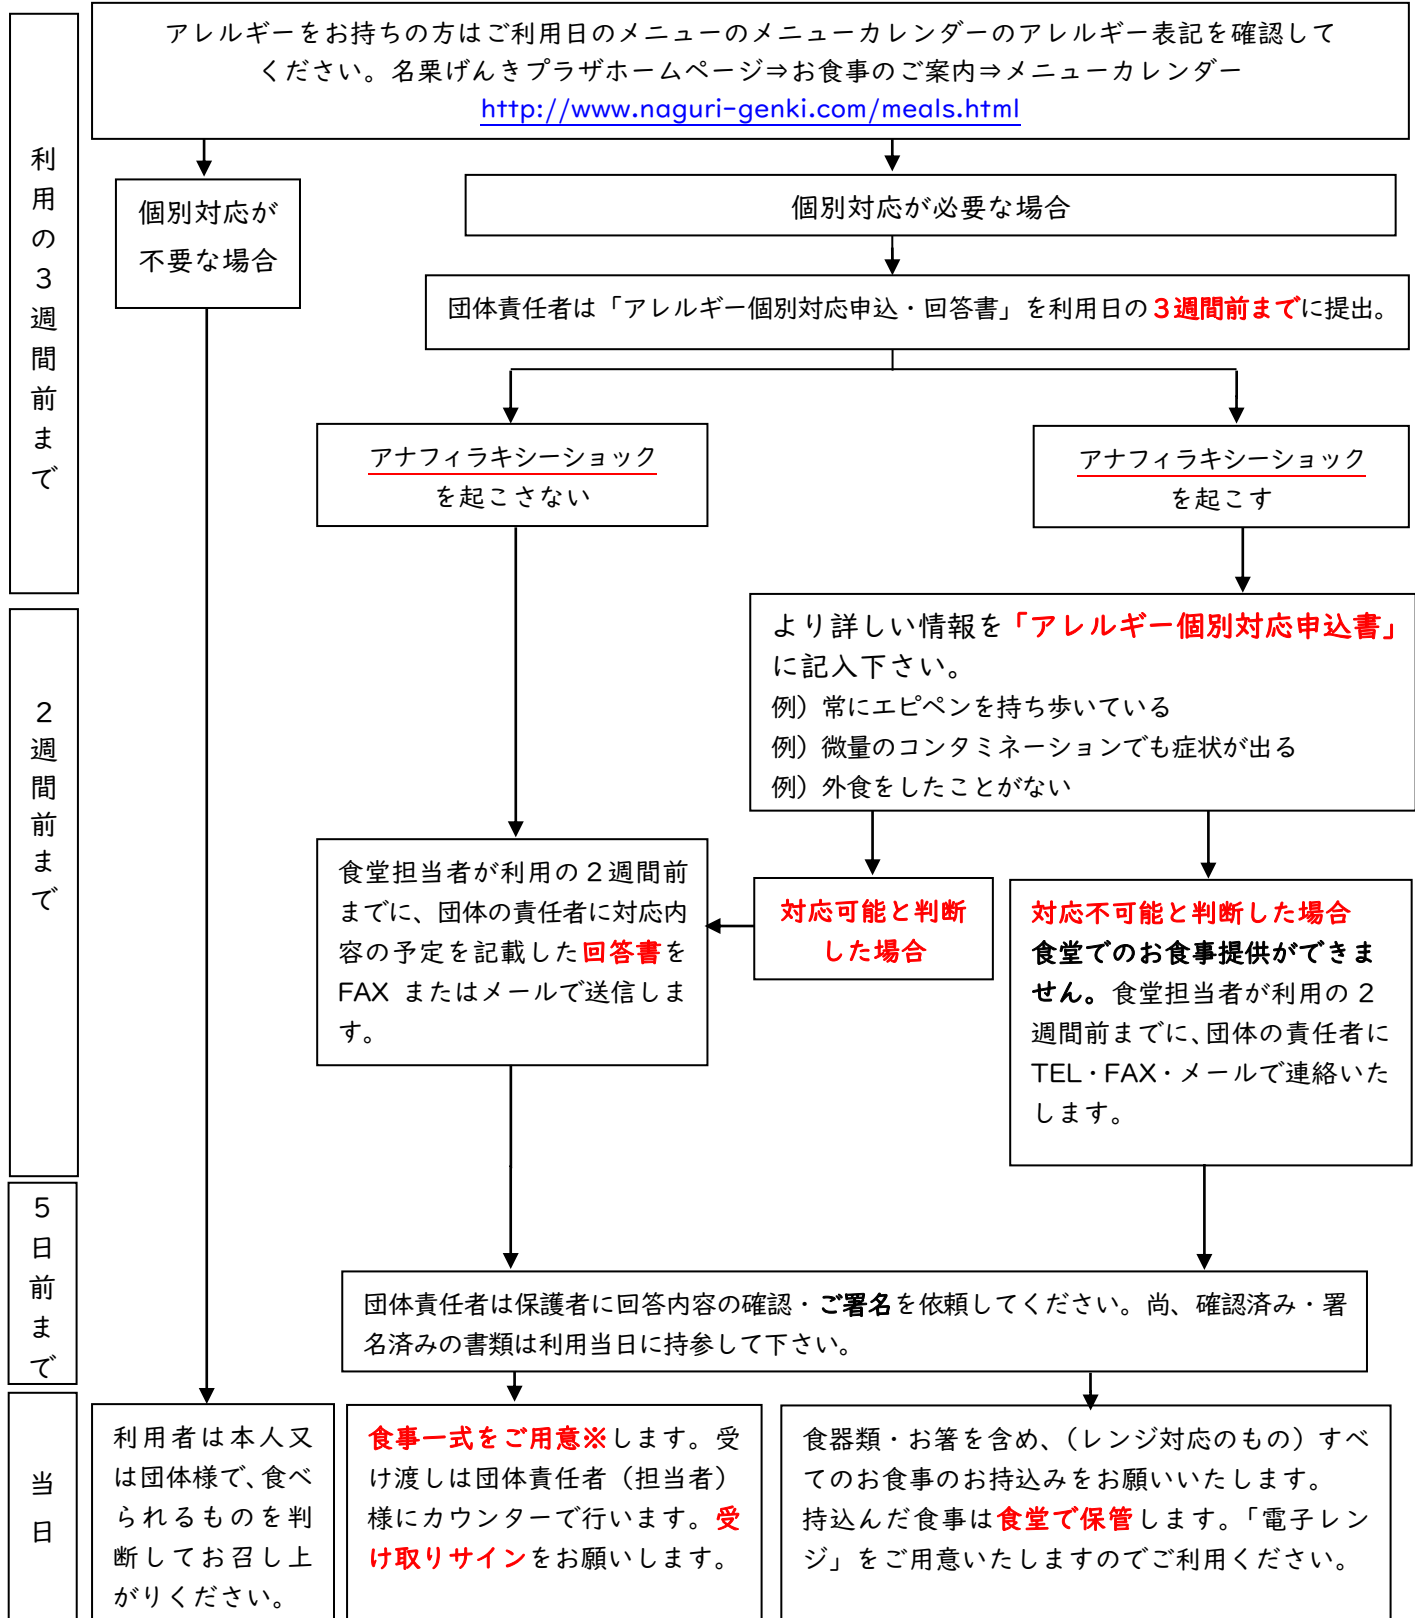 アレルギーをお持ちの方はご利用日のメニューのメニューカレンダーのアレルギー表記を確認して
ください。名栗げんきプラザホームページ⇒お食事のご案内⇒メニューカレンダー
http://www.naguri-genki.com/meals.html
利用の３週間前まで
個別対応が
不要な場合
個別対応が必要な場合
団体責任者は「アレルギー個別対応申込・回答書」を利用日の３週間前までに提出。
アナフィラキシーショック
を起こさない
アナフィラキシーショック
を起こす
２週間前まで
より詳しい情報を「アレルギー個別対応申込書」
に記入下さい。
例）常にエピペンを持ち歩いている
例）微量のコンタミネーションでも症状が出る
例）外食をしたことがない
食堂担当者が利用の２週間前
までに、団体の責任者に対応内
容の予定を記載した回答書を
FAX またはメールで送信しま
す。
対応可能と判断
した場合
対応不可能と判断した場合
食堂でのお食事提供ができま
せん。食堂担当者が利用の 2
週間前までに、団体の責任者に
TEL・FAX・メールで連絡いた
します。
５日前まで
団体責任者は保護者に回答内容の確認・ご署名を依頼してください。尚、確認済み・署
名済みの書類は利用当日に持参して下さい。
当日
利用者は本人又
は団体様で、食べ
られるものを判
断してお召し上
がりください。
食事一式をご用意※します。受
け渡しは団体責任者（担当者）
様にカウンターで行います。受
け取りサインをお願いします。
食器類・お箸を含め、（レンジ対応のもの）すべ
てのお食事のお持込みをお願いいたします。
持込んだ食事は食堂で保管します。「電子レン
ジ」をご用意いたしますのでご利用ください。